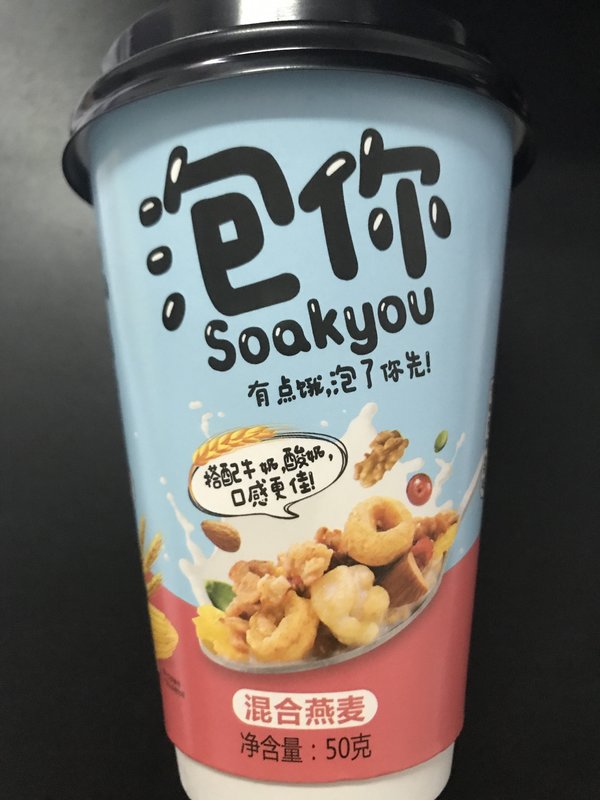 泡你
Soakyou
有点饿,泡了你先!
搭配牛奶,酸奶,
口感更佳!
混合燕麦
净含量：50克